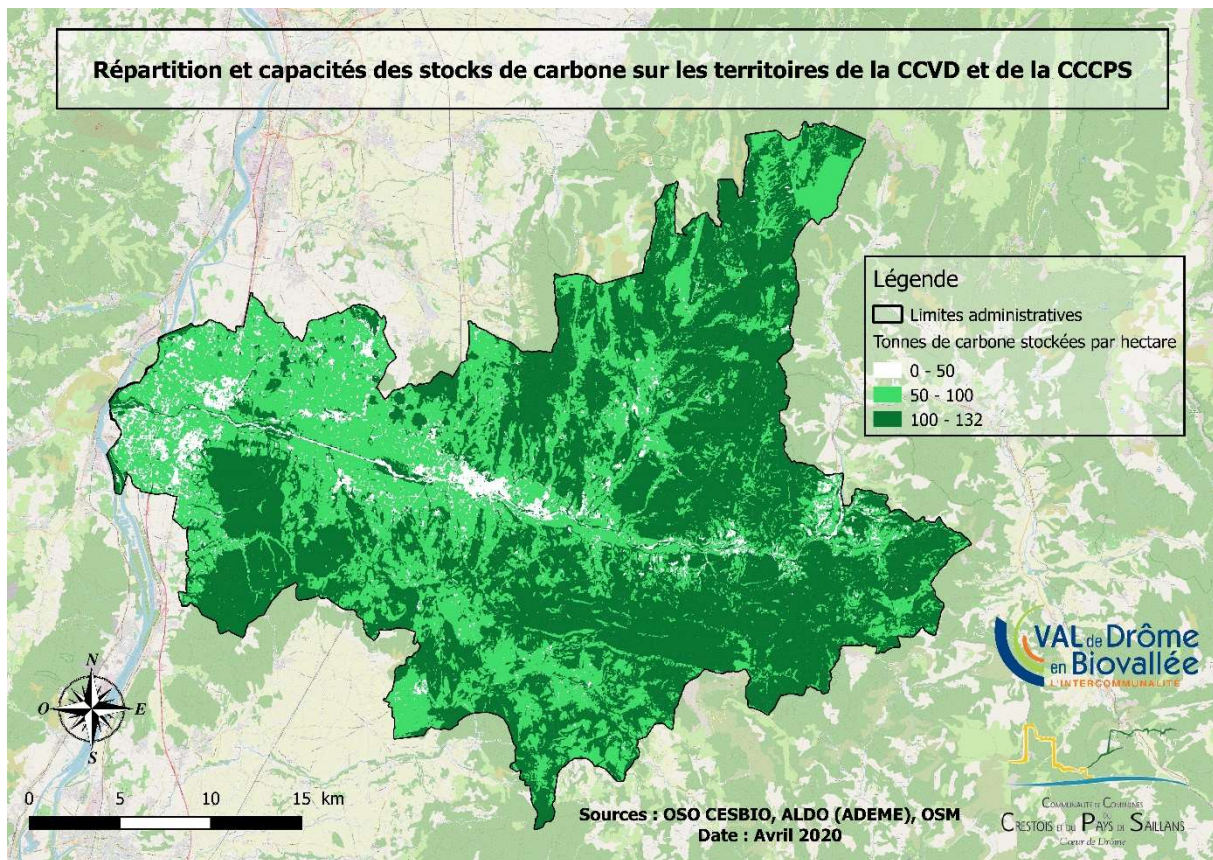 Répartition et capacités des stocks de carbone sur les territoires de la CCVD et de la CCCPS
Légende
Limites administratives
Tonnes de carbone stockées par hectare
0 - 50
50 - 100
100 - 132
VAL de Drôme
en Biovallée
L'INTERCOMMUNALITÉ
N
O
E
S
0 5 10 15 km
Sources : OSO CESBIO, ALDO (ADEME), OSM
Date : Avril 2020
COMMUNAUTÉ DE COMMUNES
DU
CRESTOIS ET DU PAYS DE SAILLANS
Coeur de Drôme